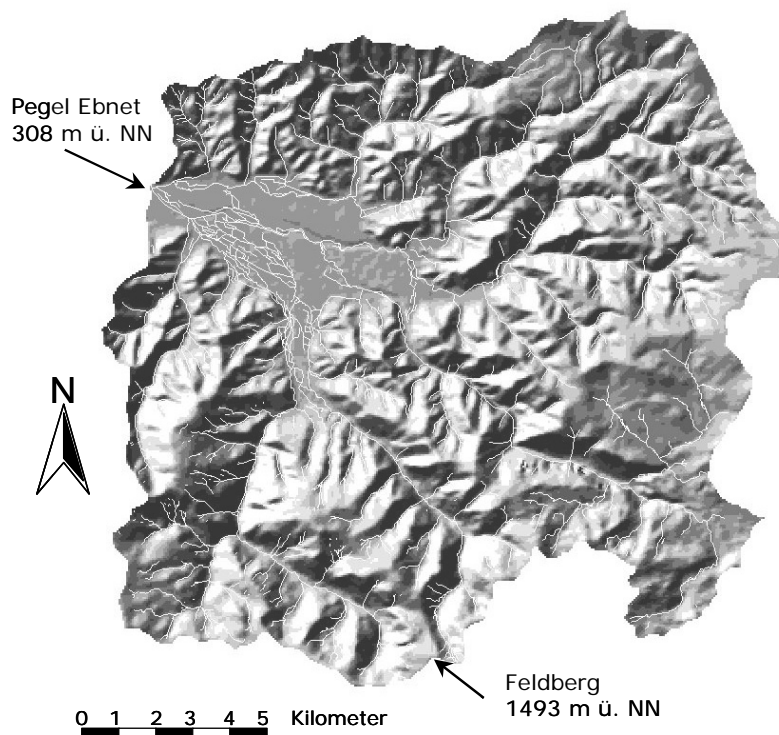 Pegel Ebnet
308 m ü. NN
N
Feldberg
1493 m ü. NN
0 1 2 3 4 5 Kilometer